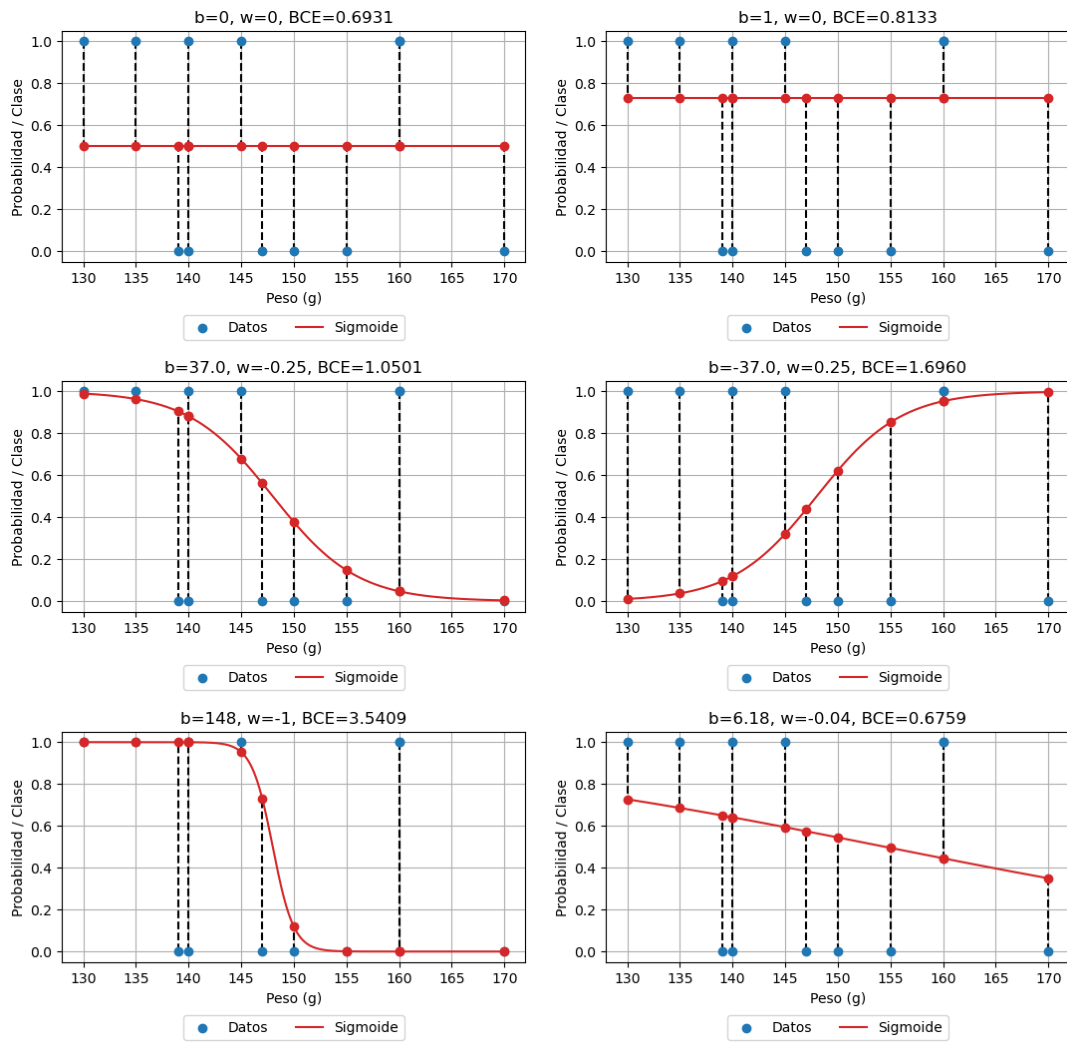 b=0, w=0, BCE=0.6931
1.0
0.8
0.6
0.4
0.2
0.0
Probabilidad / Clase
130 135 140 145 150 155 160 165 170
Peso (g)
Datos Sigmoide
b=1, w=0, BCE=0.8133
1.0
0.8
0.6
0.4
0.2
0.0
Probabilidad / Clase
130 135 140 145 150 155 160 165 170
Peso (g)
Datos Sigmoide
b=37.0, w=-0.25, BCE=1.0501
1.0
0.8
0.6
0.4
0.2
0.0
Probabilidad / Clase
130 135 140 145 150 155 160 165 170
Peso (g)
Datos Sigmoide
b=-37.0, w=0.25, BCE=1.6960
1.0
0.8
0.6
0.4
0.2
0.0
Probabilidad / Clase
130 135 140 145 150 155 160 165 170
Peso (g)
Datos Sigmoide
b=148, w=-1, BCE=3.5409
1.0
0.8
0.6
0.4
0.2
0.0
Probabilidad / Clase
130 135 140 145 150 155 160 165 170
Peso (g)
Datos Sigmoide
b=6.18, w=-0.04, BCE=0.6759
1.0
0.8
0.6
0.4
0.2
0.0
Probabilidad / Clase
130 135 140 145 150 155 160 165 170
Peso (g)
Datos Sigmoide